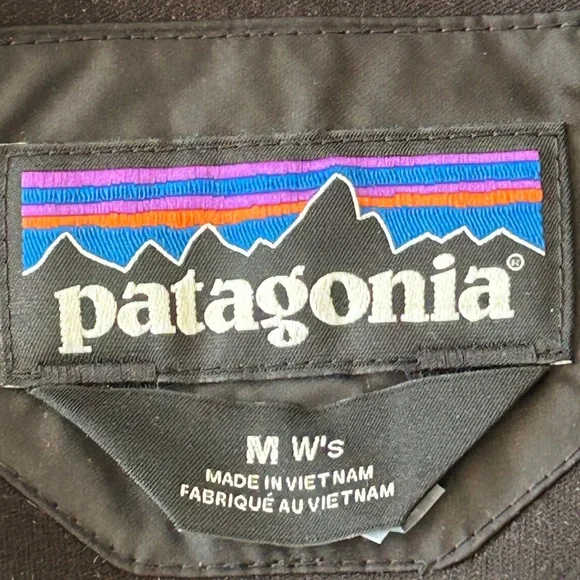 patagonia®
M W's
MADE IN VIETNAM
FABRIQUÉ AU VIETNAM